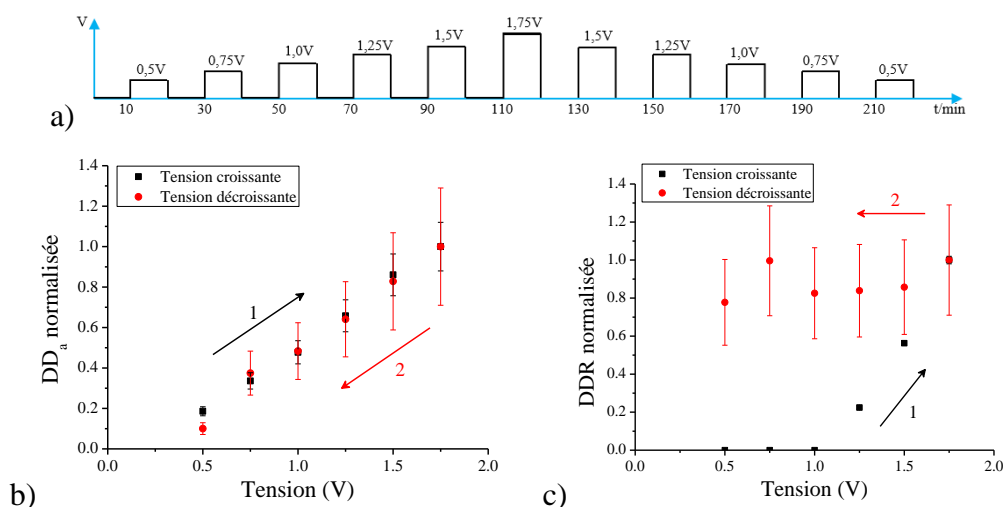 V
0,5V 0,75V 1,0V 1,25V 1,5V 1,75V 1,5V 1,25V 1,0V 0,75V 0,5V
10 30 50 70 90 110 130 150 170 190 210
t/min
a)
Tension croissante
Tension décroissante
DDₐ normalisée
1.4
1.2
1.0
0.8
0.6
0.4
0.2
0.0
1
2
0.0 0.5 1.0 1.5 2.0
Tension (V)
b)
Tension croissante
Tension décroissante
DDR normalisée
1.4
1.2
1.0
0.8
0.6
0.4
0.2
0.0
2
1
0.0 0.5 1.0 1.5 2.0
Tension (V)
c)